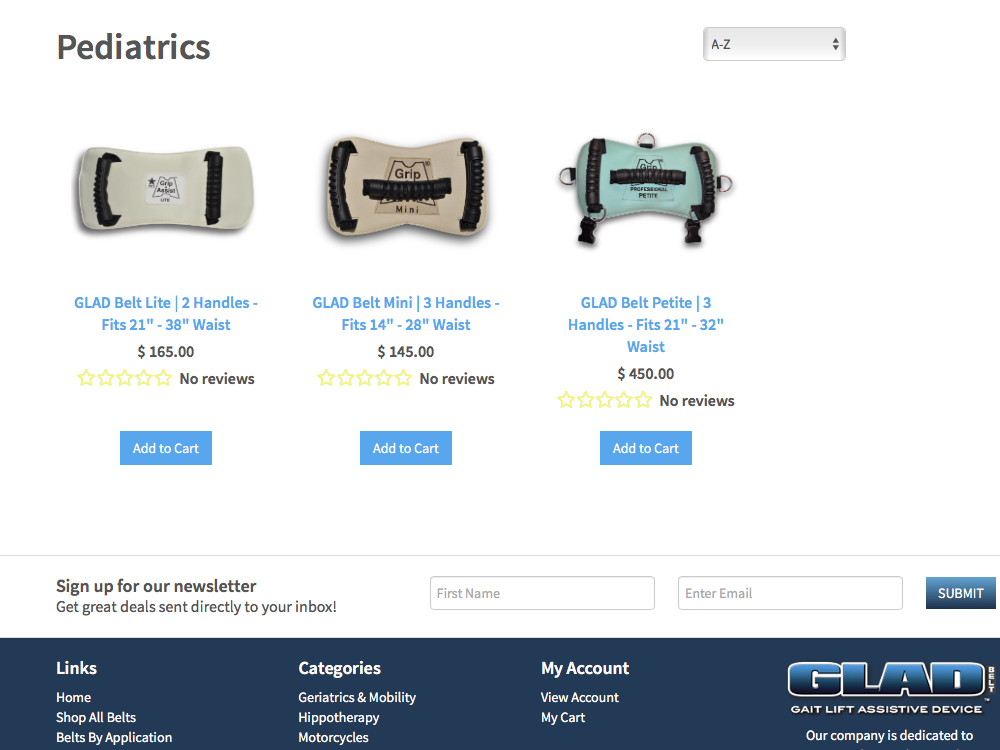 Pediatrics
A-Z
Grip
Assist
LITE
Grip
Mini
Grip
PROFESSIONAL
PETITE
GLAD Belt Lite | 2 Handles -
Fits 21" - 38" Waist
$ 165.00
No reviews
Add to Cart
GLAD Belt Mini | 3 Handles -
Fits 14" - 28" Waist
$ 145.00
No reviews
Add to Cart
GLAD Belt Petite | 3
Handles - Fits 21" - 32"
Waist
$ 450.00
No reviews
Add to Cart
Sign up for our newsletter
Get great deals sent directly to your inbox!
First Name
Enter Email
SUBMIT
Links
Home
Shop All Belts
Belts By Application
Categories
Geriatrics & Mobility
Hippotherapy
Motorcycles
My Account
View Account
My Cart
GLAD BELT™
GAIT LIFT ASSISTIVE DEVICE
Our company is dedicated to